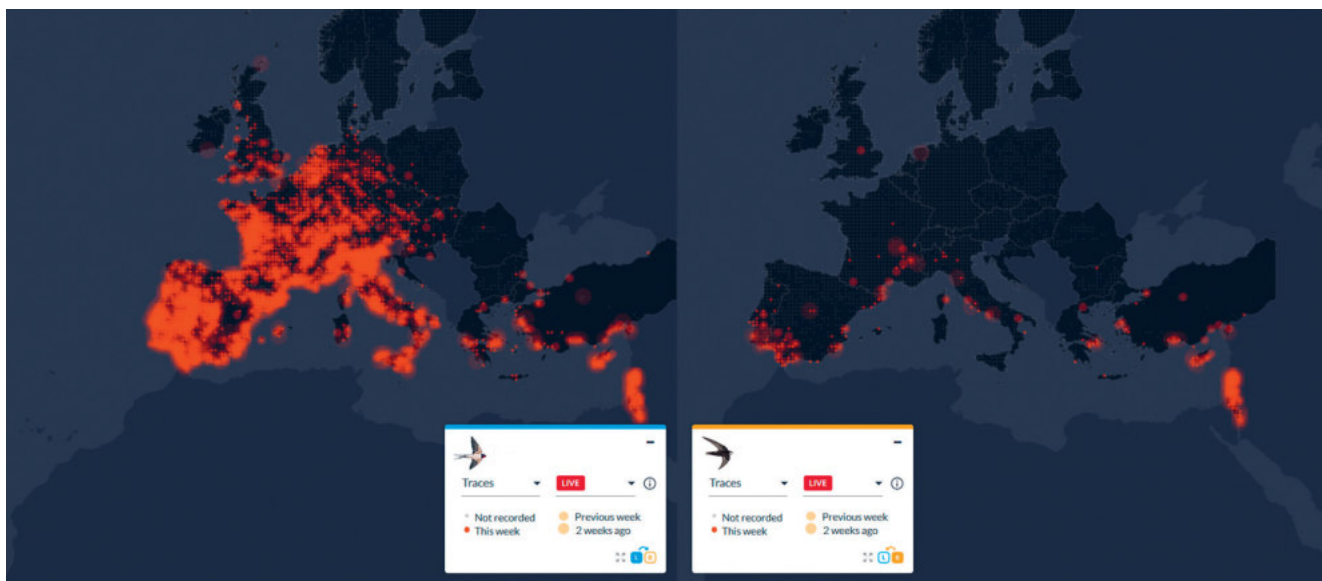 Traces LIVE
Not recorded Previous week
This week 2 weeks ago
L R
Traces LIVE
Not recorded Previous week
This week 2 weeks ago
L R